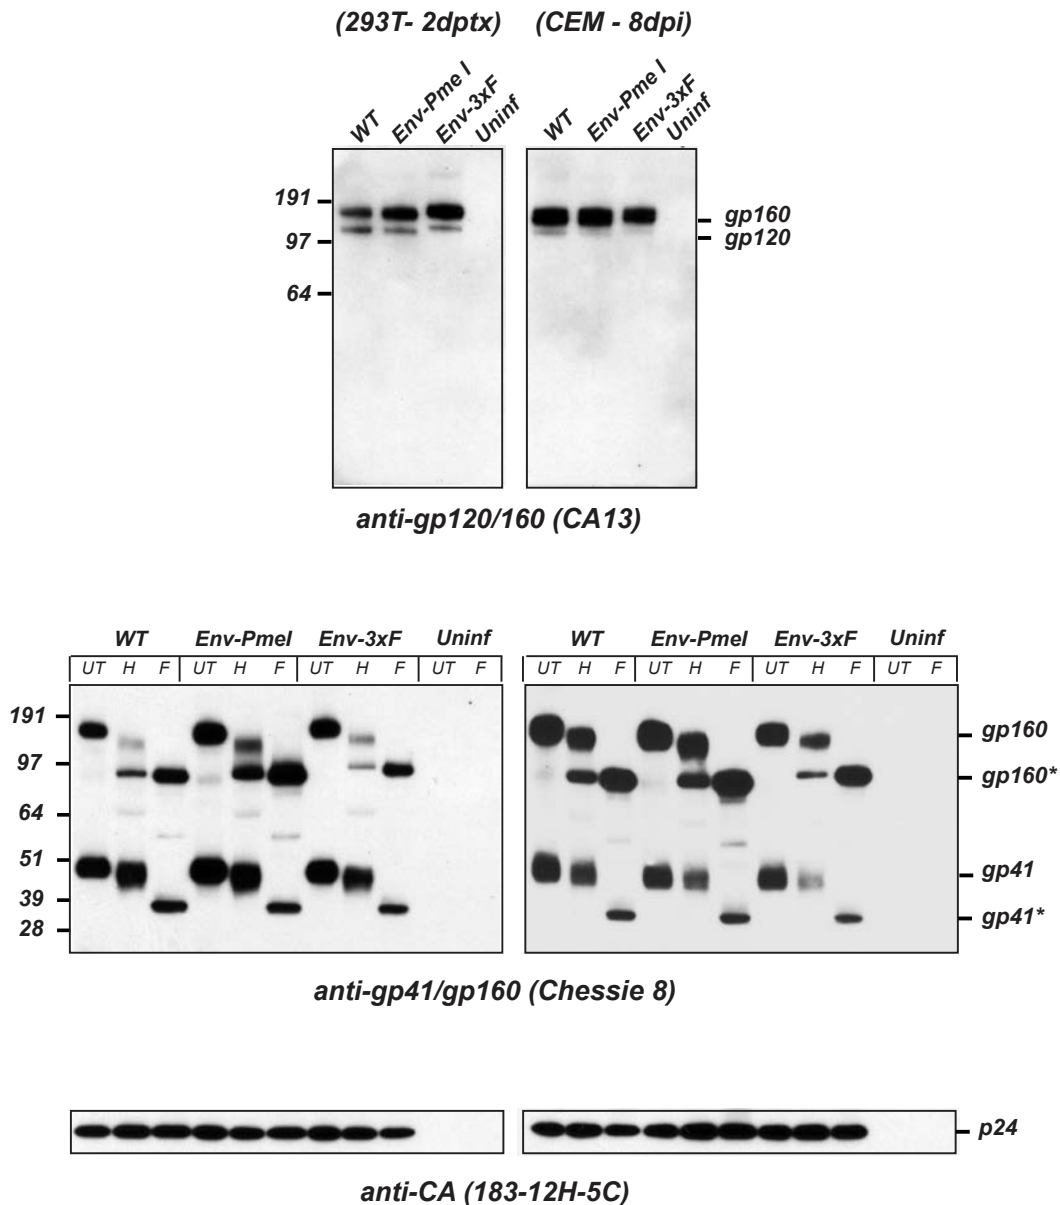 (293T- 2dptx) (CEM - 8dpi)
WT Env-Pme I Env-3xF Uninf WT Env-Pme I Env-3xF Uninf
191
97
64
gp160
gp120
anti-gp120/160 (CA13)
WT Env-PmeI Env-3xF Uninf WT Env-PmeI Env-3xF Uninf
UT H F UT H F UT H F UT F UT H F UT H F UT H F UT F
191 gp160
97 gp160*
64
51 gp41
39 gp41*
28
anti-gp41/gp160 (Chessie 8)
p24
anti-CA (183-12H-5C)